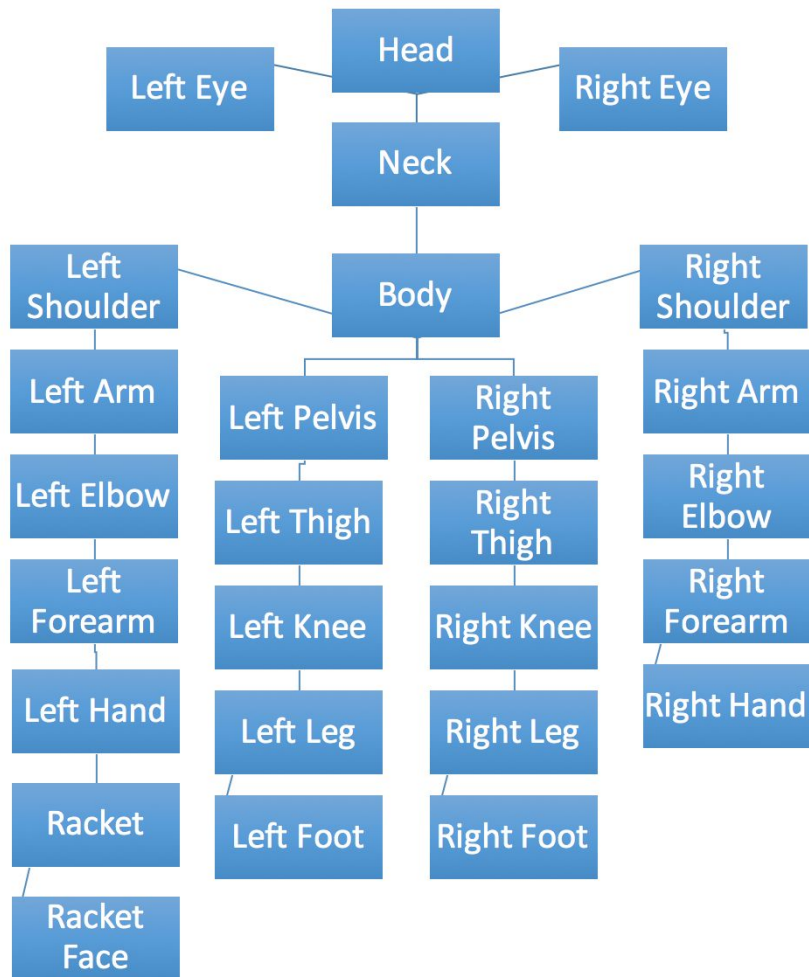 Head
Left Eye
Right Eye
Neck
Left
Shoulder
Body
Right
Shoulder
Left Arm
Left Pelvis
Right
Pelvis
Right Arm
Left Elbow
Left Thigh
Right
Thigh
Right
Elbow
Left
Forearm
Left Knee
Right Knee
Right
Forearm
Left Hand
Left Leg
Right Leg
Right Hand
Racket
Left Foot
Right Foot
Racket
Face